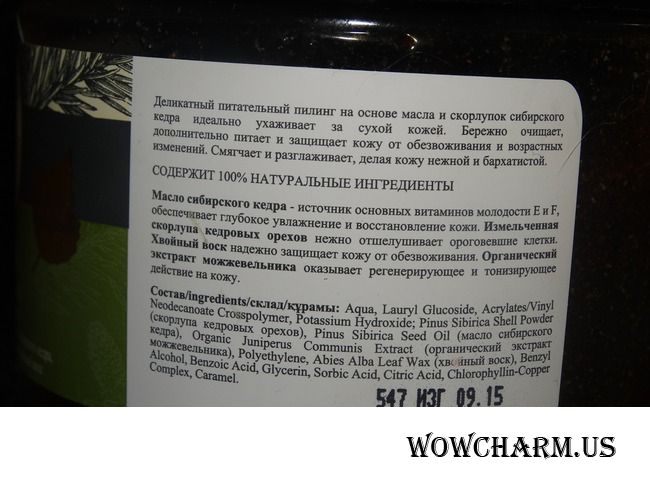 Деликатный питательный пилинг на основе масла и скорлупок сибирского
кедра идеально ухаживает за сухой кожей. Бережно очищает,
дополнительно питает и защищает кожу от обезвоживания и возрастных
изменений. Смягчает и разглаживает, делая кожу нежной и бархатистой.
СОДЕРЖИТ 100% НАТУРАЛЬНЫЕ ИНГРЕДИЕНТЫ
Масло сибирского кедра - источник основных витаминов молодости E и F,
обеспечивает глубокое увлажнение и восстановление кожи. Измельченная
скорлупа кедровых орехов нежно отшелушивает ороговевшие клетки.
Хвойный воск надежно защищает кожу от обезвоживания. Органический
экстракт можжевельника оказывает регенерирующее и тонизирующее
действие на кожу.
Состав/ingredients/склад/құрамы: Aqua, Lauryl Glucoside, Acrylates/Vinyl
Neodecanoate Crosspolymer, Potassium Hydroxide; Pinus Sibirica Shell Powder
(скорлупа кедровых орехов), Pinus Sibirica Seed Oil (масло сибирского
кедра), Organic Juniperus Communis Extract (органический экстракт
можжевельника), Polyethylene, Abies Alba Leaf Wax (хвойный воск), Benzyl
Alcohol, Benzoic Acid, Glycerin, Sorbic Acid, Citric Acid, Chlorophyllin-Copper
Complex, Caramel.
547 ИЗГ 09.15
WOWCHARM.US